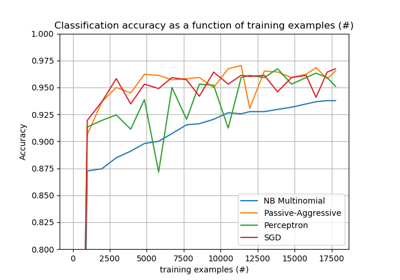 Classification accuracy as a function of training examples (#)
1.000
0.975
0.950
0.925
0.900
0.875
0.850
0.825
0.800
Accuracy
0
2500
5000
7500
10000
12500
15000
17500
training examples (#)
NB Multinomial
Passive-Aggressive
Perceptron
SGD